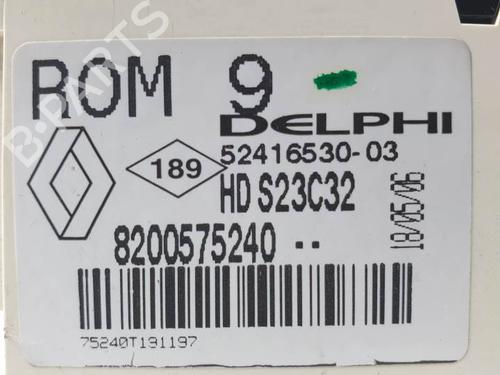 ROM 9
DELPHI
52416530-03
189
HD S23C32
18/05/06
8200575240 --
75240T191197
B-PARTS